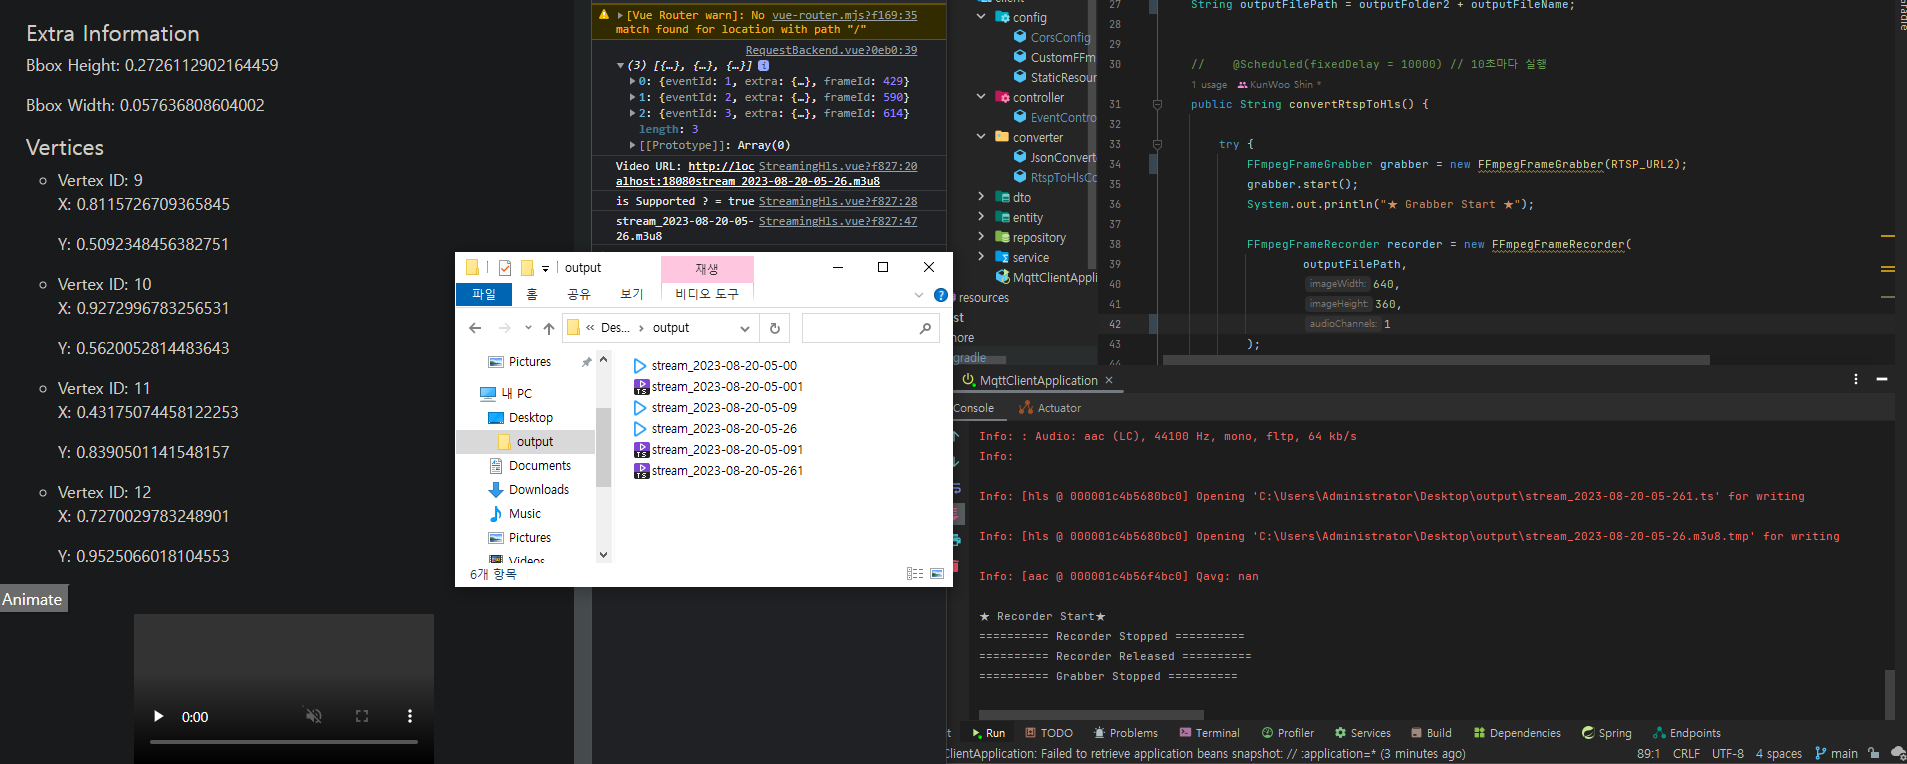 Extra Information
Bbox Height: 0.2726112902164459
Bbox Width: 0.057636808604002
Vertices
Vertex ID: 9
X: 0.8115726709365845
Y: 0.5092348456382751
Vertex ID: 10
X: 0.9272996783256531
Y: 0.5620052814483643
Vertex ID: 11
X: 0.43175074458122253
Y: 0.8390501141548157
Vertex ID: 12
X: 0.7270029783248901
Y: 0.9525066018104553
Animate
0:00
[Vue Router warn]: No vue-router.mjs?f169:35
match found for location with path "/"
RequestBackend.vue?0eb0:39
(3) [{…}, {…}, {…}]
0: {eventId: 1, extra: {…}, frameId: 429}
1: {eventId: 2, extra: {…}, frameId: 590}
2: {eventId: 3, extra: {…}, frameId: 614}
length: 3
[[Prototype]]: Array(0)
Video URL: http://loc StreamingHls.vue?f827:20
alhost:18080stream_2023-08-20-05-26.m3u8
is Supported ? = true StreamingHls.vue?f827:28
stream_2023-08-20-05- StreamingHls.vue?f827:47
26.m3u8
output
재생
파일 홈 공유 보기 비디오 도구
« Des... › output
Pictures
내 PC
Desktop
output
Documents
Downloads
Music
Pictures
Videos
stream_2023-08-20-05-00
stream_2023-08-20-05-001
stream_2023-08-20-05-09
stream_2023-08-20-05-26
stream_2023-08-20-05-091
stream_2023-08-20-05-261
6개 항목
config
CorsConfig
CustomFFm
StaticResou
controller
EventContro
converter
JsonConverte
RtspToHlsCo
dto
entity
repository
service
MqttClientAppli
resources
st
gradle
27 String outputFilePath = outputFolder2 + outputFileName;
28
29
30 // @Scheduled(fixedDelay = 10000) // 10초마다 실행
1 usage KunWoo Shin *
31 public String convertRtspToHls() {
32
33 try {
34 FFmpegFrameGrabber grabber = new FFmpegFrameGrabber(RTSP_URL2);
35 grabber.start();
36 System.out.println("★ Grabber Start ★");
37
38 FFmpegFrameRecorder recorder = new FFmpegFrameRecorder(
39 outputFilePath,
40 imageWidth: 640,
41 imageHeight: 360,
42 audioChannels: 1
43 );
MqttClientApplication
Console Actuator
Info: : Audio: aac (LC), 44100 Hz, mono, fltp, 64 kb/s
Info:
Info: [hls @ 000001c4b5680bc0] Opening 'C:\Users\Administrator\Desktop\output\stream_2023-08-20-05-261.ts' for writing
Info: [hls @ 000001c4b5680bc0] Opening 'C:\Users\Administrator\Desktop\output\stream_2023-08-20-05-26.m3u8.tmp' for writing
Info: [aac @ 000001c4b56f4bc0] Qavg: nan
★ Recorder Start★
========== Recorder Stopped ==========
========== Recorder Released ==========
========== Grabber Stopped ==========
Run TODO Problems Terminal Profiler Services Build Dependencies Spring Endpoints
ClientApplication: Failed to retrieve application beans snapshot: // :application=* (3 minutes ago) 89:1 CRLF UTF-8 4 spaces main